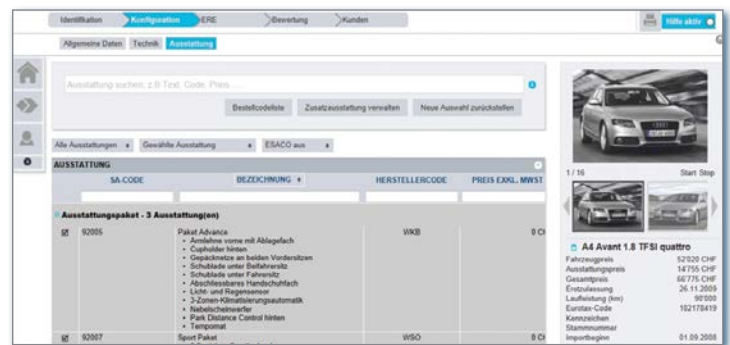 Identifikation Konfiguration ERE Bewertung Kunden
Hilfe aktiv
Allgemeine Daten Technik Ausstattung
Ausstattung suchen, z.B Text, Code, Preis ...
Bestellcodeliste Zusatzausstattung verwalten Neue Auswahl zurückstellen
Alle Ausstattungen Gewählte Ausstattung ESACO aus
AUSSTATTUNG
SA-CODE BEZEICHNUNG HERSTELLERCODE PREIS EXKL. MWST
Ausstattungspaket - 3 Ausstattung(en)
92005 Paket Advance WKB 0 CH
• Armlehne vorne mit Ablagefach
• Cupholder hinten
• Gepäcknetze an beiden Vordersitzen
• Schublade unter Beifahrersitz
• Schublade unter Fahrersitz
• Abschliessbares Handschuhfach
• Licht- und Regensensor
• 3-Zonen-Klimatisierungsautomatik
• Nebelscheinwerfer
• Park Distance Control hinten
• Tempomat
92007 Sport Paket WSO 0 CH
1 / 16 Start Stop
A4 Avant 1.8 TFSI quattro
Fahrzeugpreis 52'020 CHF
Ausstattungspreis 14'755 CHF
Gesamtpreis 66'775 CHF
Erstzulassung 26.11.2009
Laufleistung (km) 90'000
Eurotax-Code 102178419
Kennzeichen
Stammnummer
Importbeginn 01.09.2008